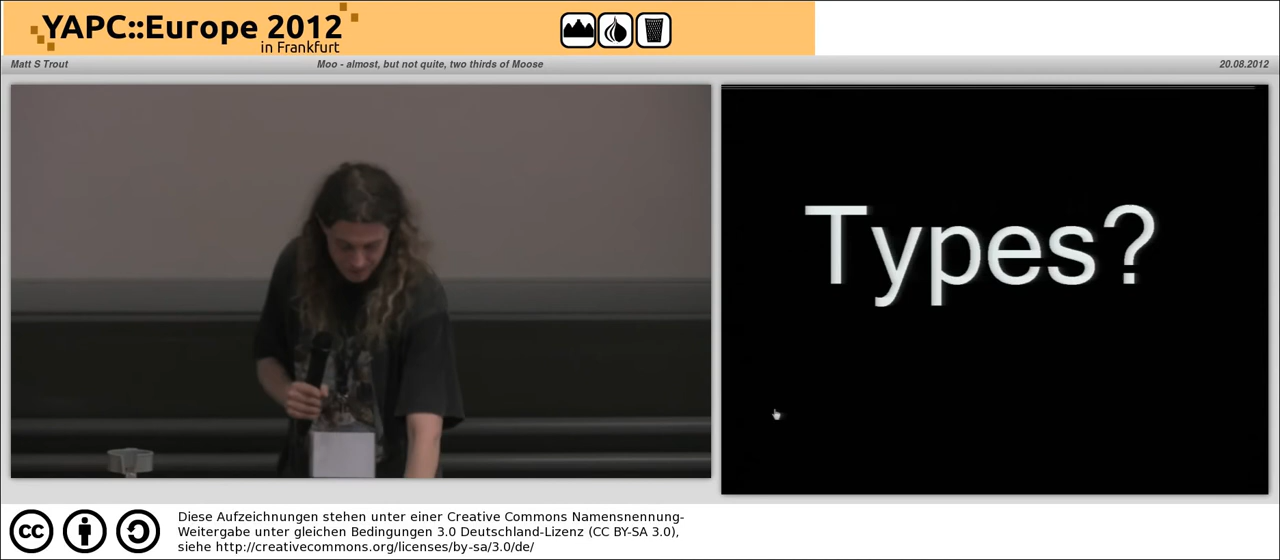 YAPC::Europe 2012
in Frankfurt
Matt S Trout
Moo - almost, but not quite, two thirds of Moose
20.08.2012
Types?
cc
Diese Aufzeichnungen stehen unter einer Creative Commons Namensnennung-
Weitergabe unter gleichen Bedingungen 3.0 Deutschland-Lizenz (CC BY-SA 3.0),
siehe http://creativecommons.org/licenses/by-sa/3.0/de/